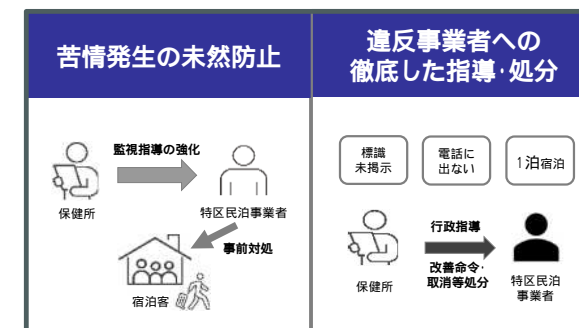 苦情発生の未然防止
監視指導の強化
保健所
特区民泊事業者
事前対処
宿泊客
違反事業者への
徹底した指導・処分
標識
未掲示
電話に
出ない
1泊宿泊
行政指導
改善命令・
取消等処分
保健所
特区民泊
事業者